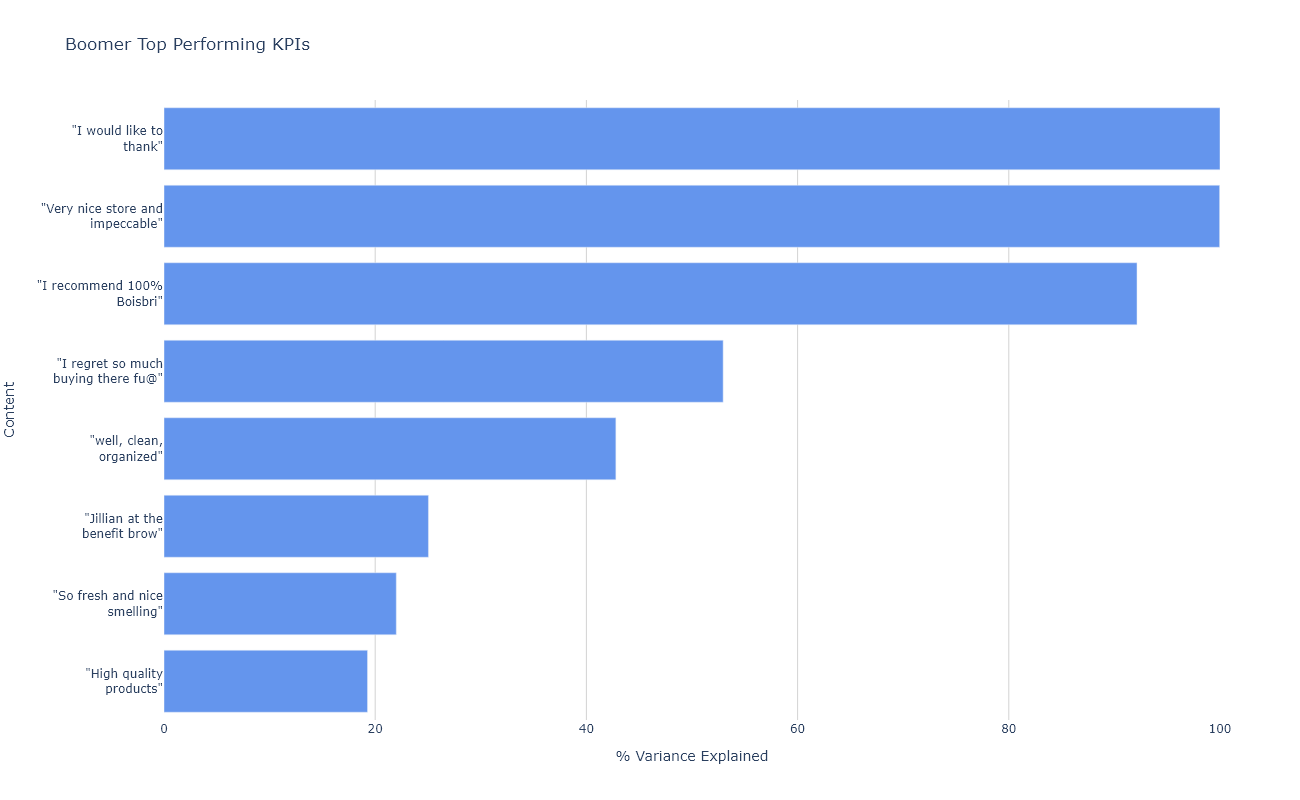 Boomer Top Performing KPIs
"I would like to
thank"
"Very nice store and
impeccable"
"I recommend 100%
Boisbri"
"I regret so much
buying there fu@"
"well, clean,
organized"
"Jillian at the
benefit brow"
"So fresh and nice
smelling"
"High quality
products"
Content
0 20 40 60 80 100
% Variance Explained